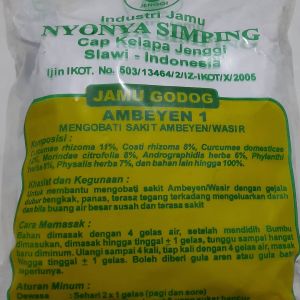 JENGGI
Industri Jamu
NYONYA SIMPING
Cap Kelapa Jenggi
Slawi - Indonesia
Ijin IKOT. No. 503/13464/2/IZ-IKOT/X/2005
JAMU GODOG
AMBEYEN 1
MENGOBATI SAKIT AMBEYEN/WASIR
Komposisi :
Curcumae rhizoma 11%, Costi rhizoma 8%, Curcumae domesticae
10%, Morindae citrofolia 8%, Andrographidis herba 6%, Phylanthi
Herba 8%, Physalis herba 7%, dan bahan lain hingga 100%.
Khasiat dan Kegunaan :
Untuk membantu mengobati sakit Ambeyen/Wasir dengan gejala
dubur bengkak, panas, terasa tegang terkadang mengeluarkan darah
dan bila buang air besar susah dan terasa sakit
Cara Memasak :
Bahan dimasak dengan 4 gelas air, setelah mendidih Bumbu
dimasukan, dimasak hingga tinggal ± 1 gelas, tunggu sampai hangat
baru diminum. Ulangi sampai 4 kali, tiap kali dengan 4 gelas air, masak
hingga tinggal ± 1 gelas. Boleh diberi gula aren atau gula batu
seperlunya.
Aturan Minum :
Dewasa : Sehari 2 x 1 gelas (pagi dan sore)